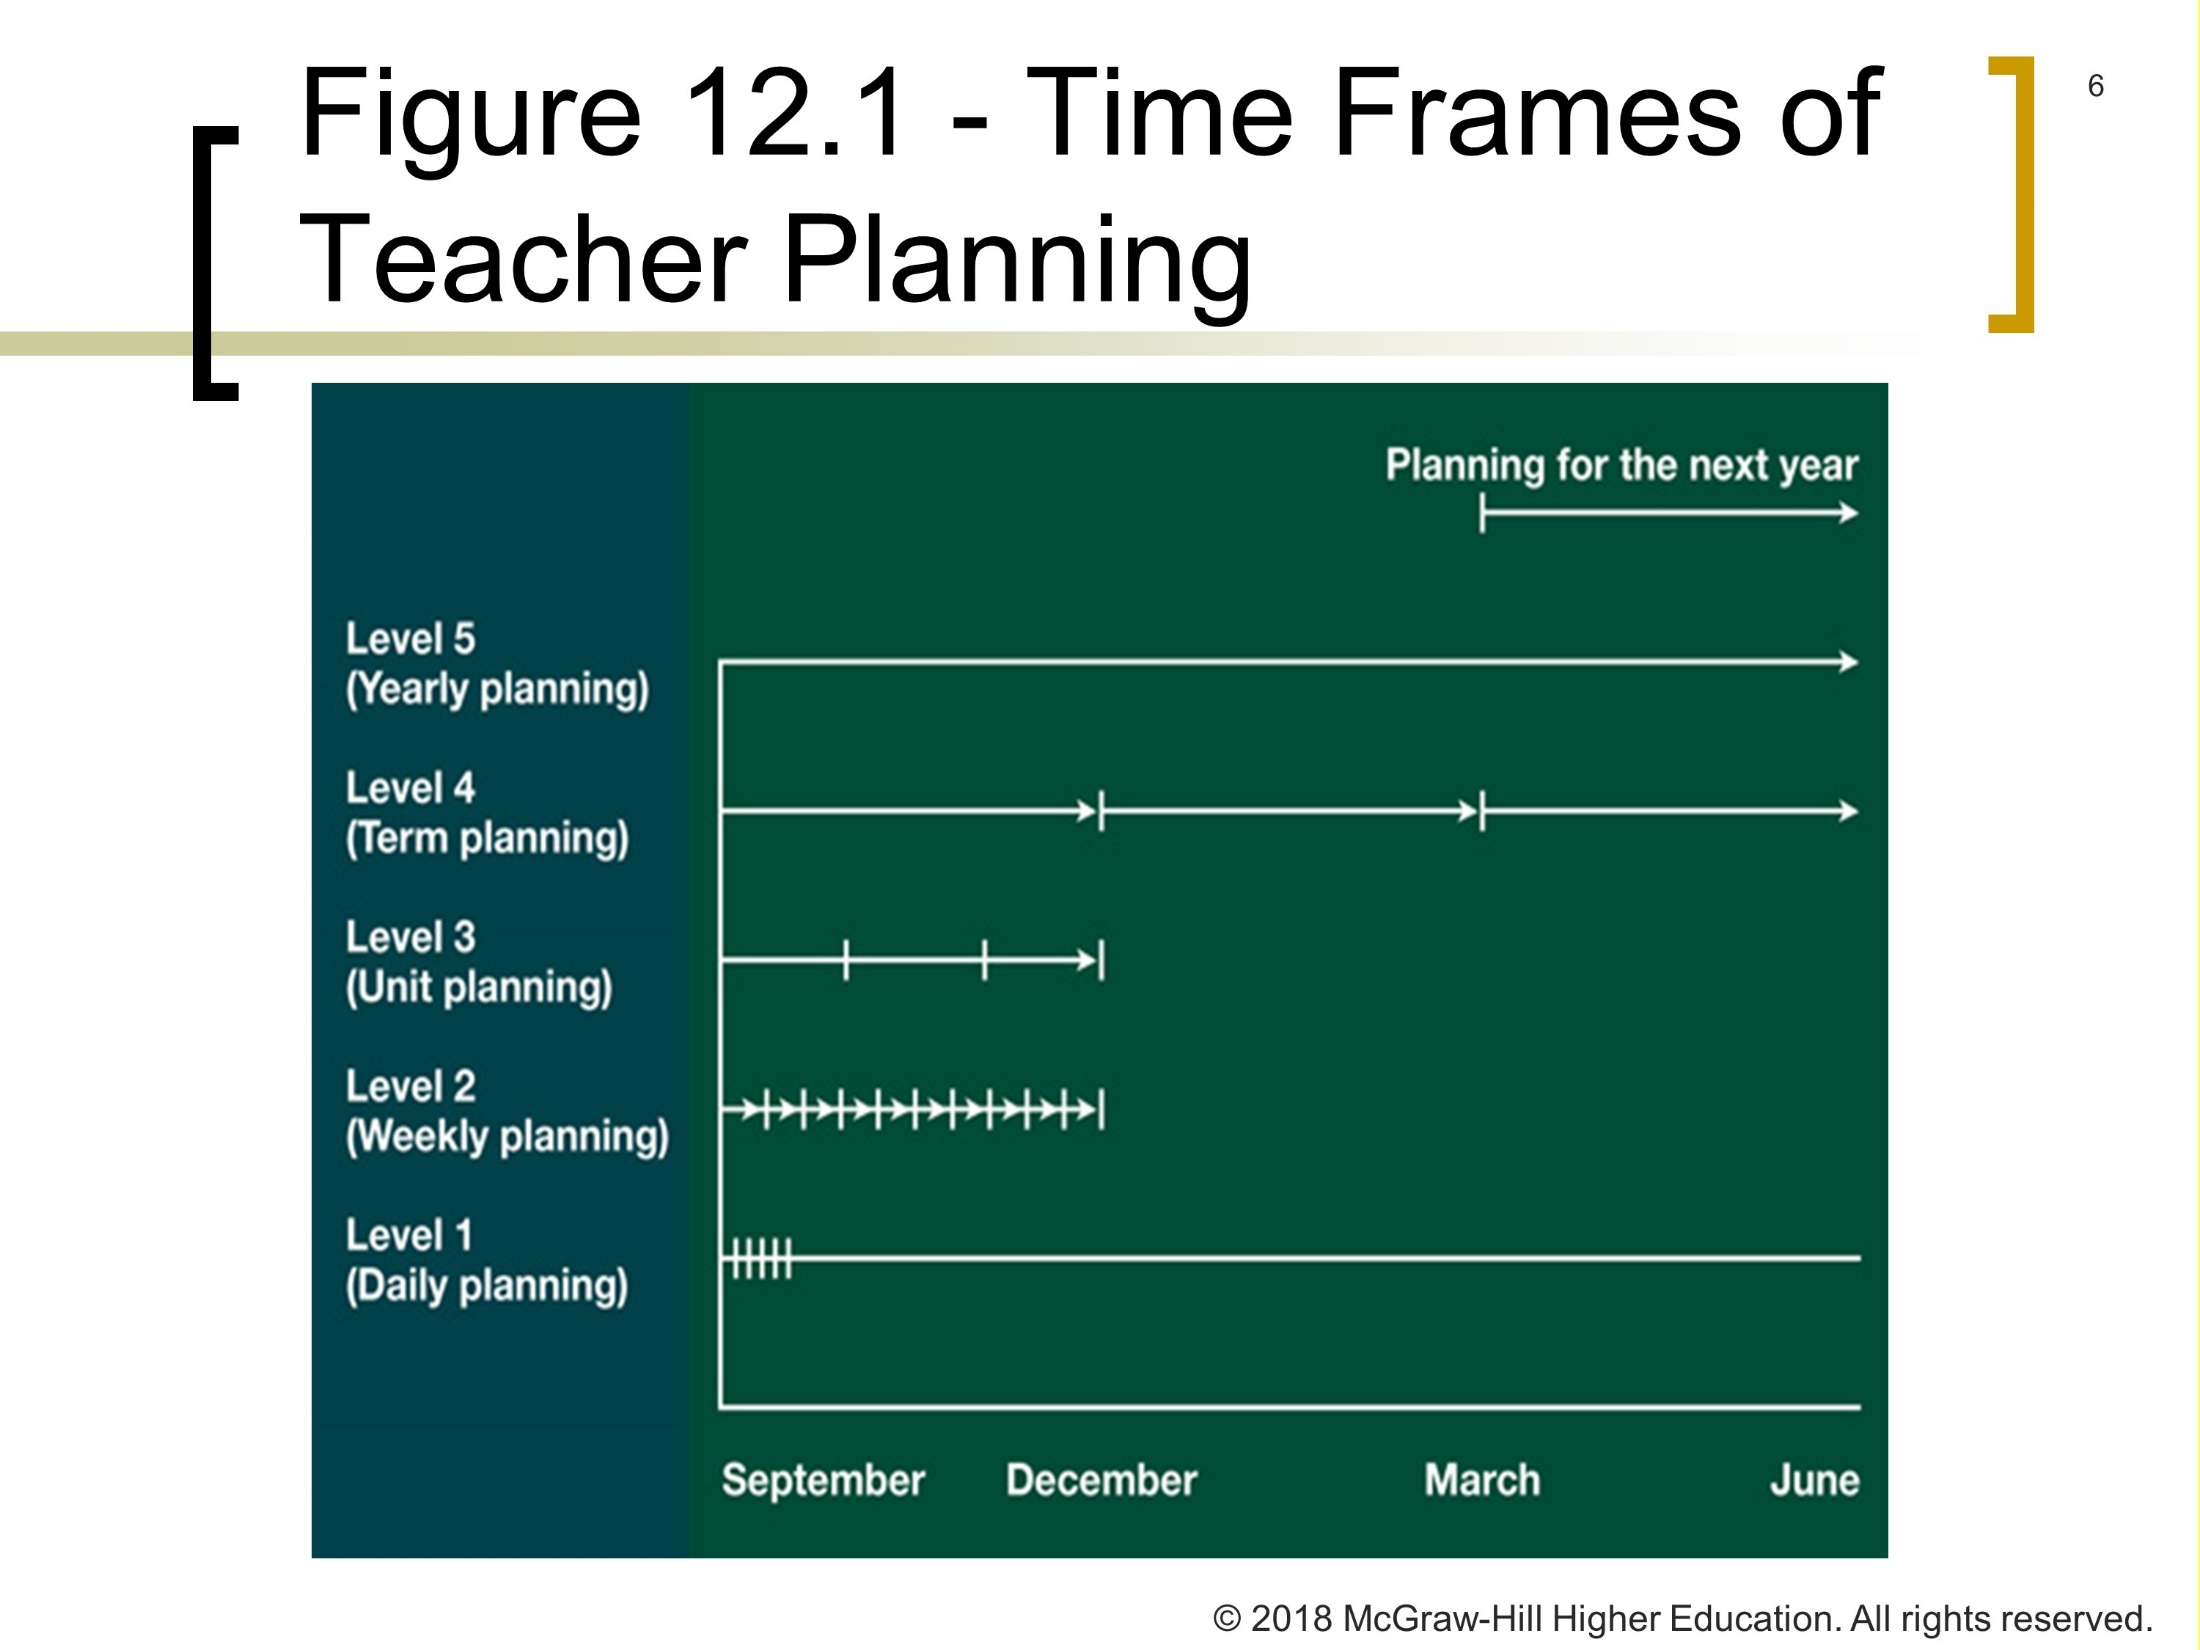 Figure 12.1 - Time Frames of
Teacher Planning
6
Planning for the next year
Level 5
(Yearly planning)
Level 4
(Term planning)
Level 3
(Unit planning)
Level 2
(Weekly planning)
Level 1
(Daily planning)
September December March June
© 2018 McGraw-Hill Higher Education. All rights reserved.